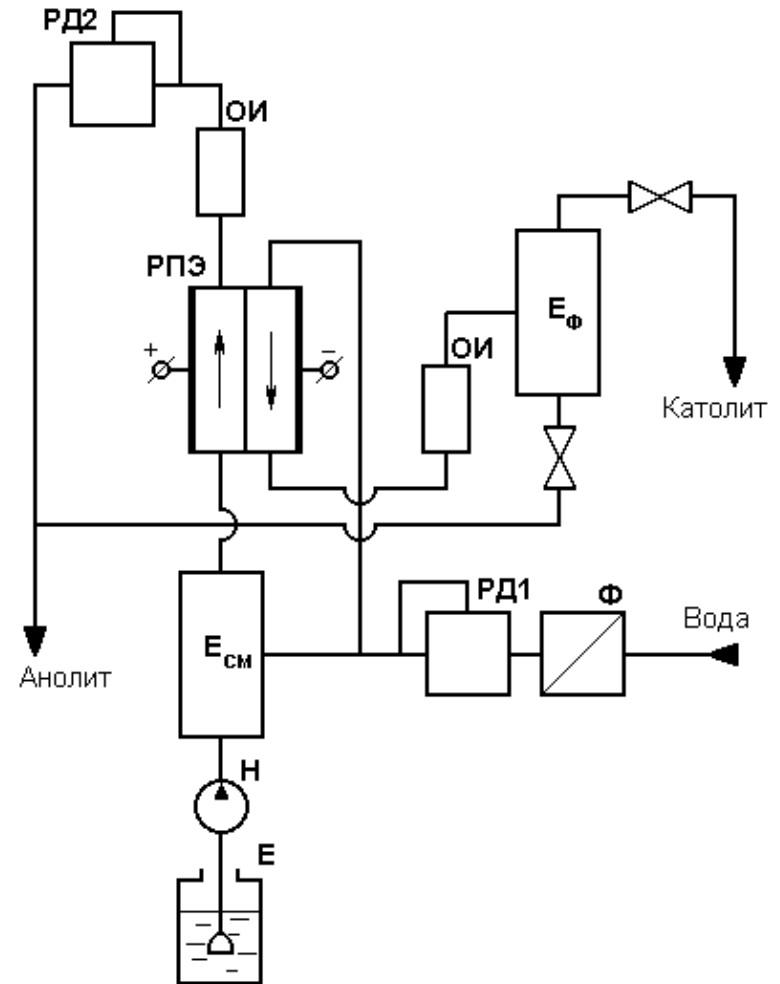 РД2
ОИ
РПЭ
+
–
Еф
ОИ
Католит
РД1
Ф
Вода
Есм
Анолит
Н
Е